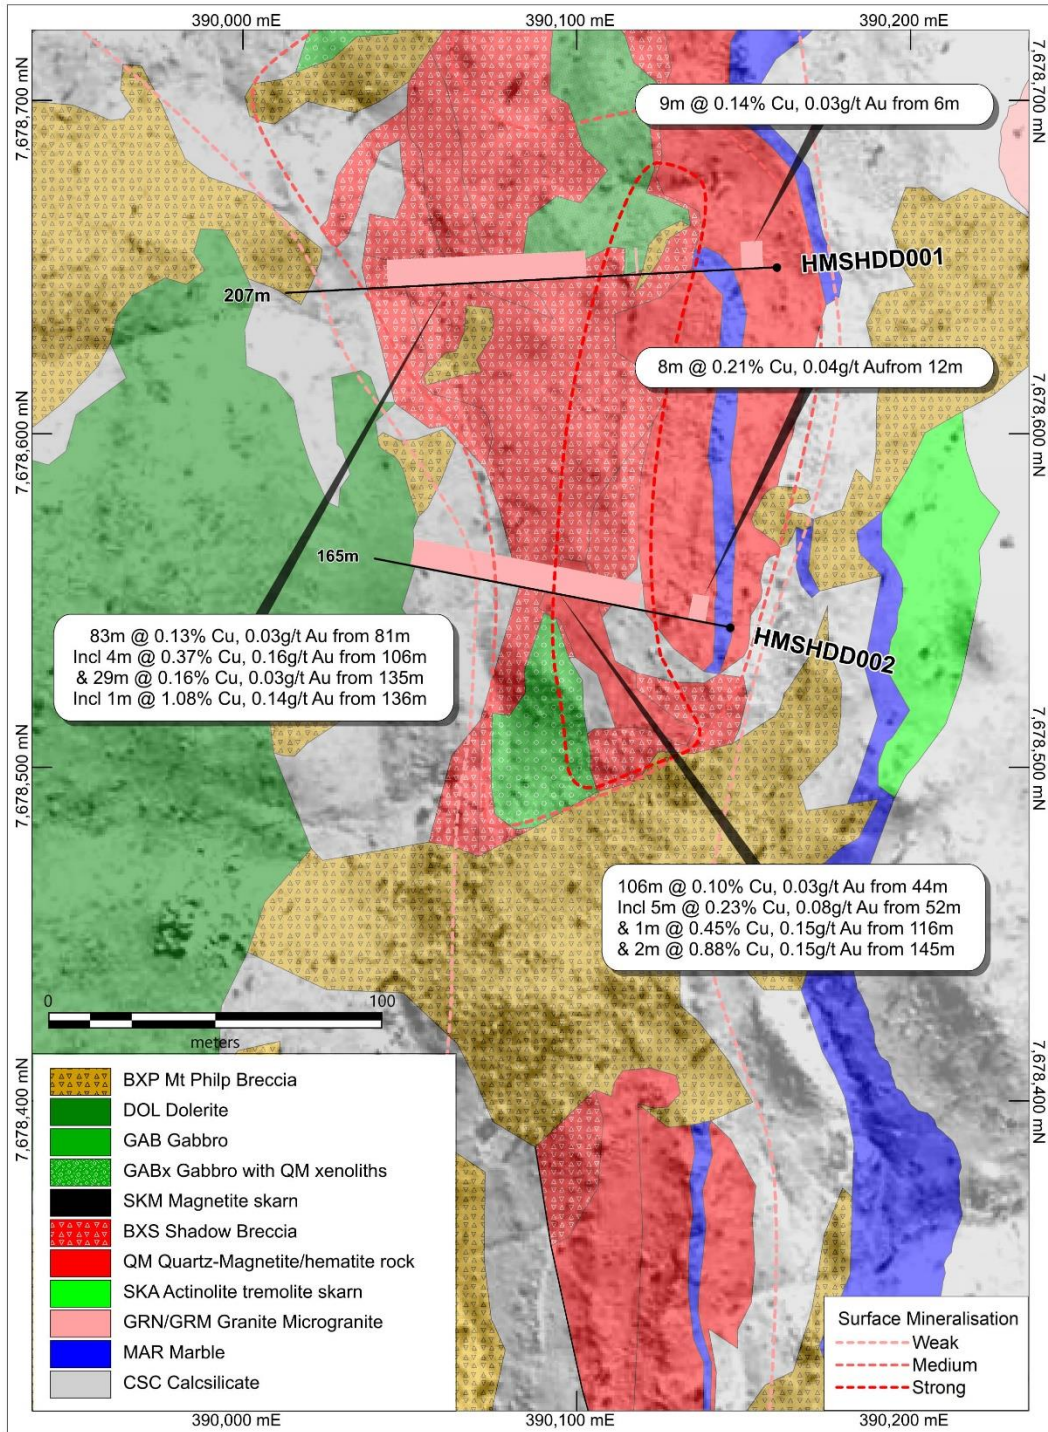 390,000 mE
390,100 mE
390,200 mE
7,678,700 mN
7,678,700 mN
9m @ 0.14% Cu, 0.03g/t Au from 6m
HMSHDD001
207m
8m @ 0.21% Cu, 0.04g/t Aufrom 12m
7,678,600 mN
7,678,600 mN
165m
HMSHDD002
83m @ 0.13% Cu, 0.03g/t Au from 81m
Incl 4m @ 0.37% Cu, 0.16g/t Au from 106m
& 29m @ 0.16% Cu, 0.03g/t Au from 135m
Incl 1m @ 1.08% Cu, 0.14g/t Au from 136m
7,678,500 mN
7,678,500 mN
106m @ 0.10% Cu, 0.03g/t Au from 44m
Incl 5m @ 0.23% Cu, 0.08g/t Au from 52m
& 1m @ 0.45% Cu, 0.15g/t Au from 116m
& 2m @ 0.88% Cu, 0.15g/t Au from 145m
0
100
meters
7,678,400 mN
7,678,400 mN
BXP Mt Philp Breccia
DOL Dolerite
GAB Gabbro
GABx Gabbro with QM xenoliths
SKM Magnetite skarn
BXS Shadow Breccia
QM Quartz-Magnetite/hematite rock
SKA Actinolite tremolite skarn
GRN/GRM Granite Microgranite
MAR Marble
CSC Calcsilicate
Surface Mineralisation
Weak
Medium
Strong
390,000 mE
390,100 mE
390,200 mE